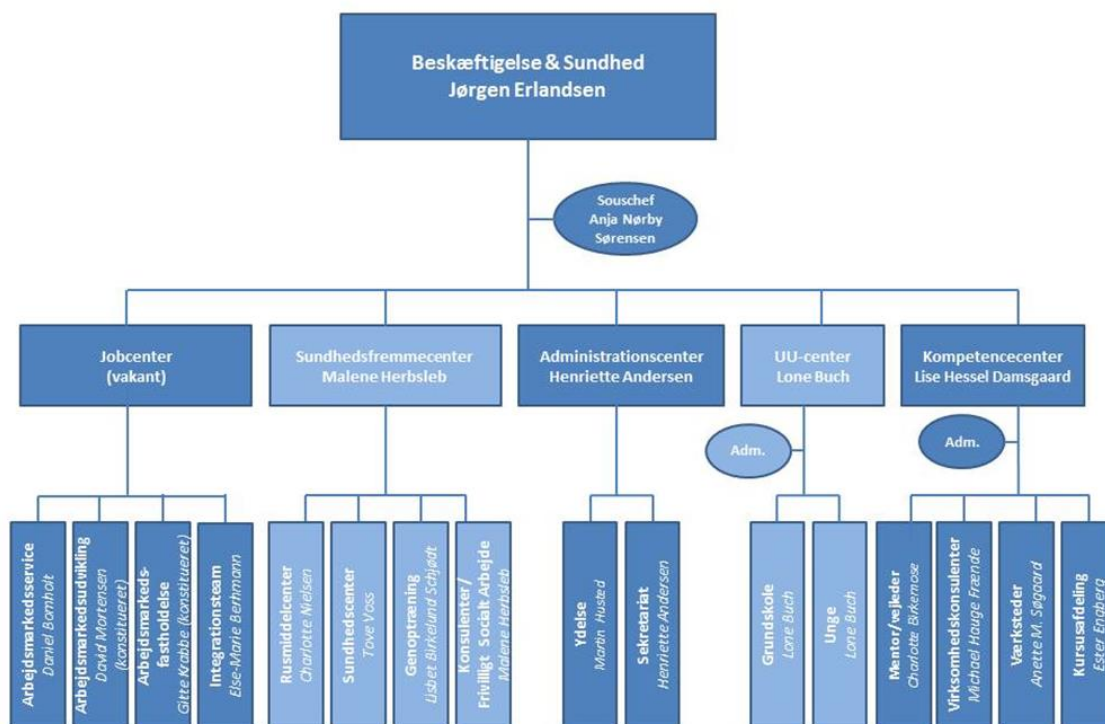 Beskæftigelse & Sundhed
Jørgen Erlandsen
Souschef
Anja Nørby
Sørensen
Jobcenter
(vakant)
Sundhedsfremmecenter
Malene Herbsleb
Administrationscenter
Henriette Andersen
UU-center
Lone Buch
Kompetencecenter
Lise Hessel Damsgaard
Adm.
Adm.
Arbejdsmarkedsservice
Daniel Bomholt
Arbejdsmarkedsudvikling
David Mortensen
(konstitueret)
Arbejdsmarkeds-
fastholdelse
Gitte Krabbe (konstitueret)
Integrationsteam
Else-Marie Berhmann
Rusmiddelcenter
Charlotte Nielsen
Sundhedscenter
Tove Vass
Genoptræning
Lisbet Birkelund Schjødt
Konsulenter/
Frivilligt Socialt Arbejde
Malene Herbsleb
Ydelse
Martin Husted
Sekretariat
Henriette Andersen
Grundskole
Lone Buch
Unge
Lone Buch
Mentor/vejleder
Charlotte Birkemose
Virksomhedskonsulenter
Michael Hauge Frænde
Værksteder
Anette M. Søgaard
Kursusafdeling
Ester Engberg